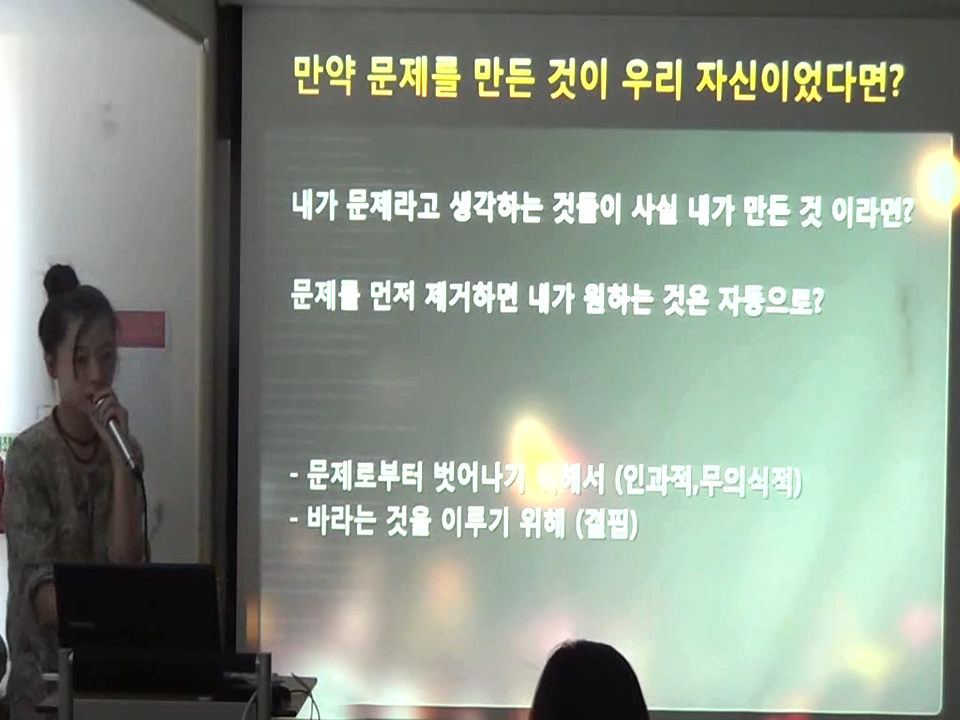 만약 문제를 만든 것이 우리 자신이었다면?
내가 문제라고 생각하는 것들이 사실 내가 만든 것 이라면?
문제를 먼저 제거하면 내가 원하는 것은 자동으로?
- 문제로부터 벗어나기 위해서 (인과적,무의식적)
- 바라는 것을 이루기 위해 (결핍)